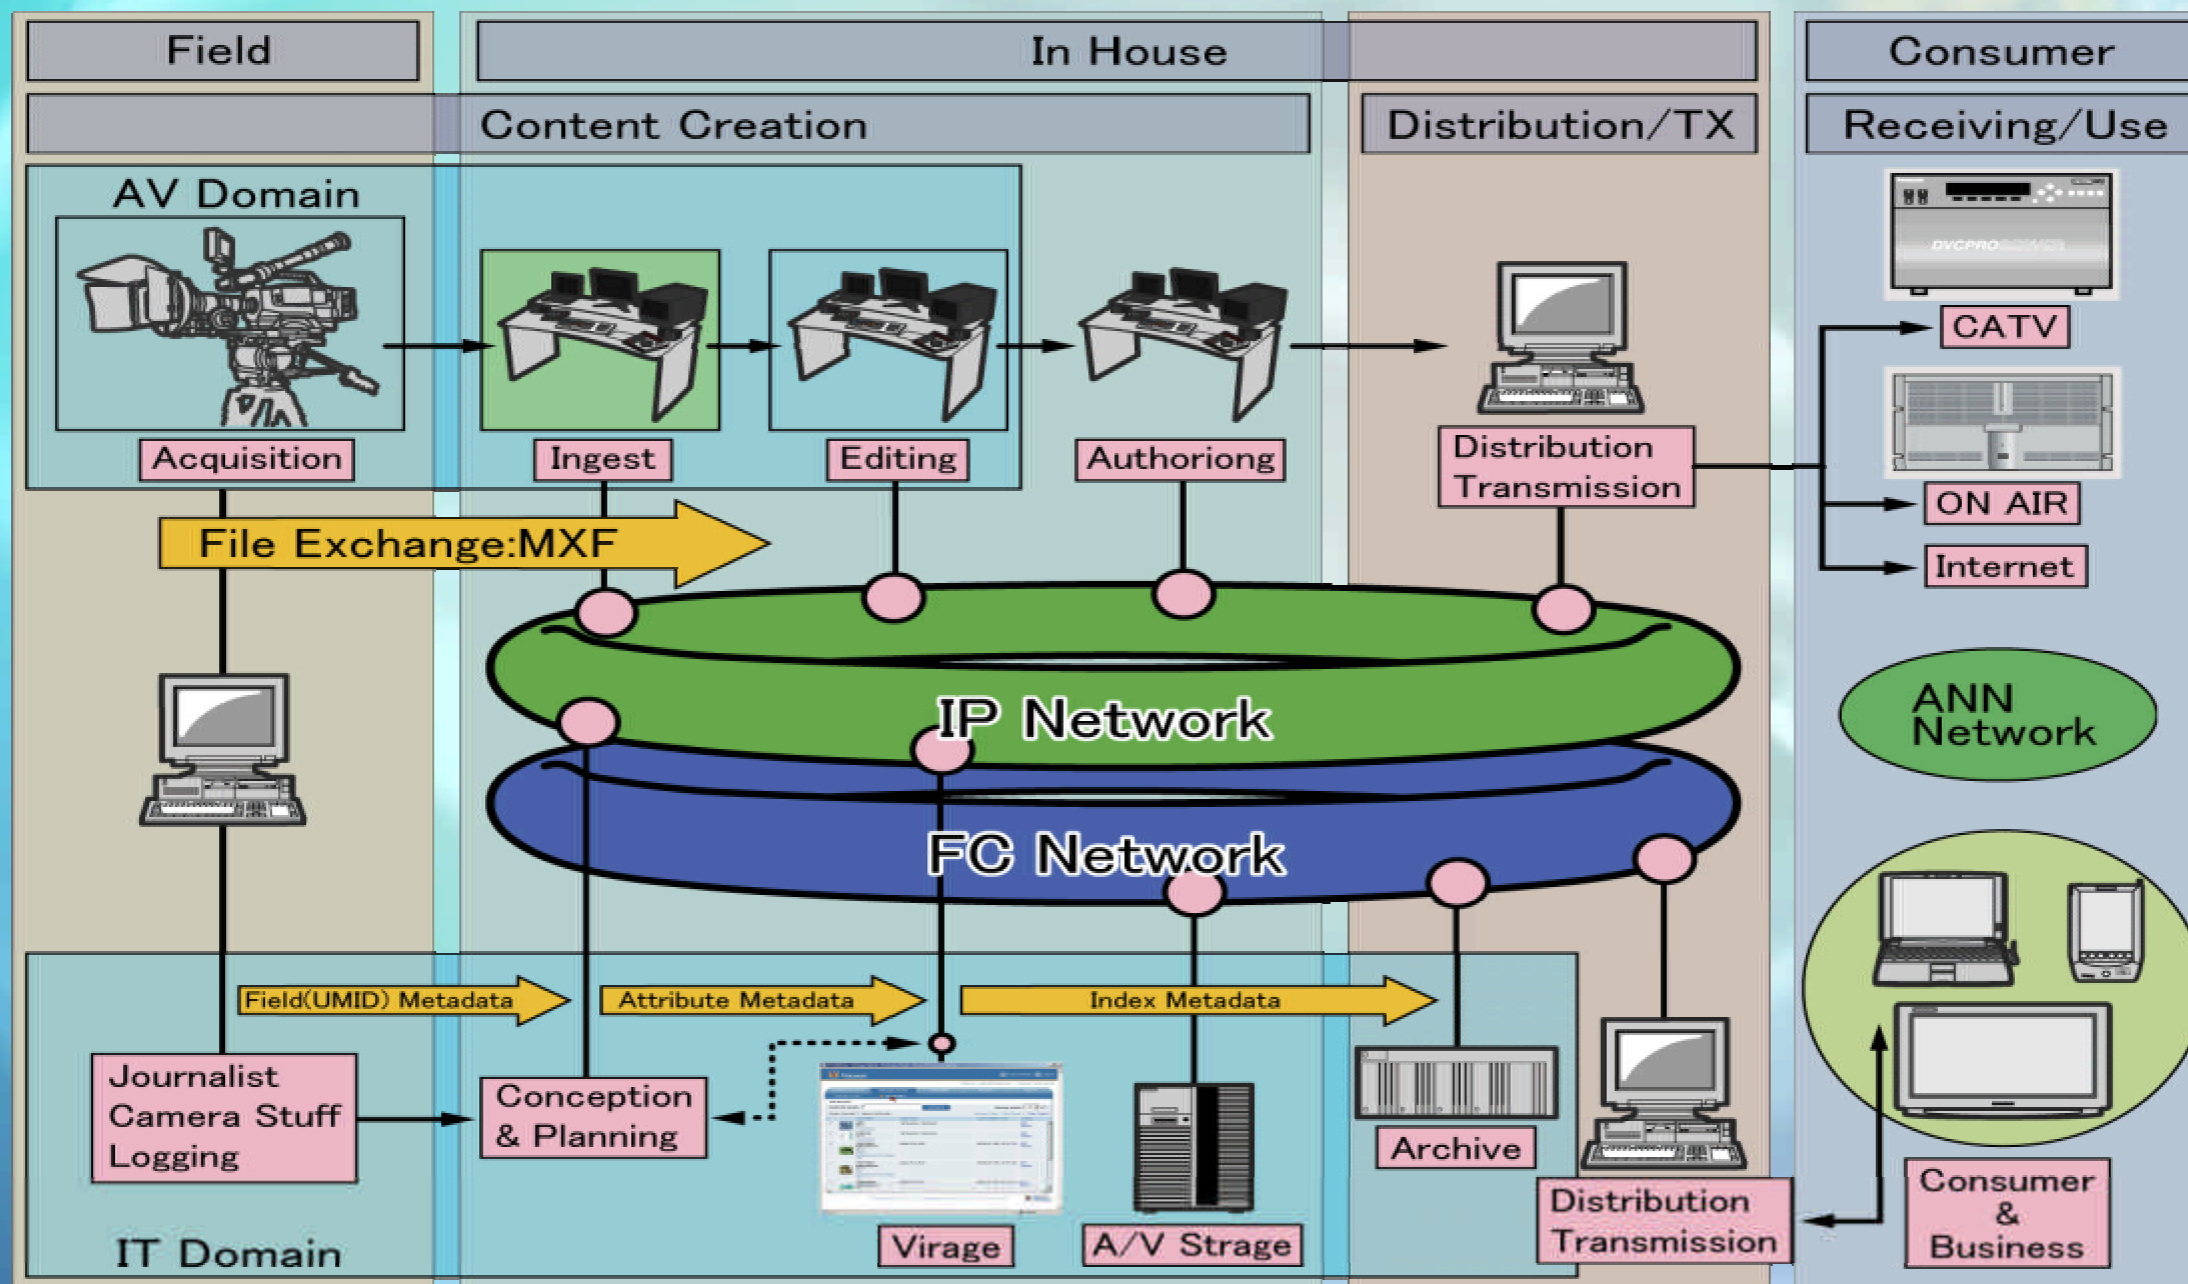 Field
In House
Consumer
Content Creation
Distribution/TX
Receiving/Use
AV Domain
DVCPRO
CATV
Acquisition
Ingest
Editing
Authoriong
Distribution
Transmission
ON AIR
Internet
File Exchange:MXF
IP Network
ANN
Network
FC Network
Field(UMID) Metadata
Attribute Metadata
Index Metadata
Journalist
Camera Stuff
Logging
Conception
& Planning
Virage
A/V Strage
Archive
Distribution
Transmission
Consumer
&
Business
IT Domain